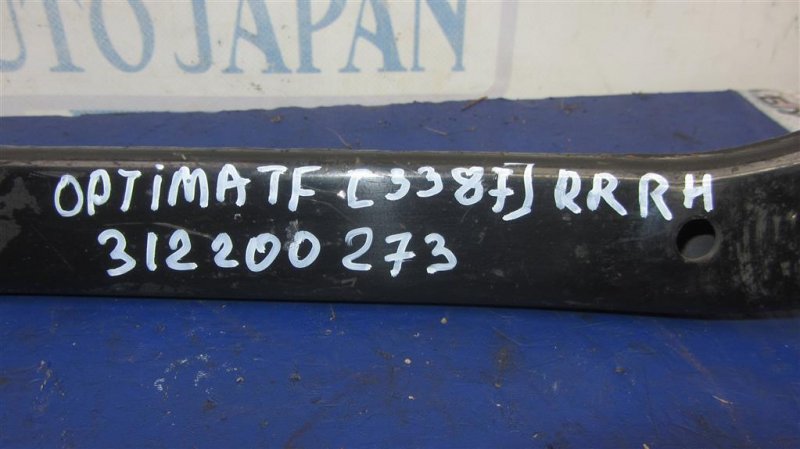 AUTO JAPAN
OPTIMA TF [3387] RR RH
312200273